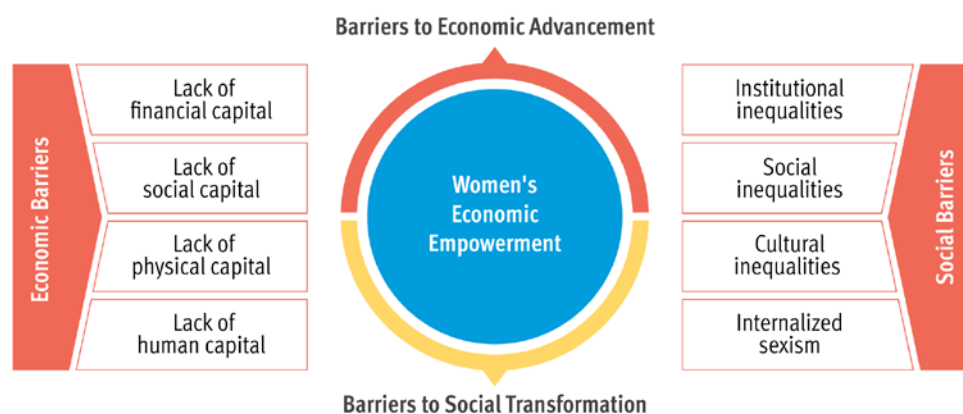 Barriers to Economic Advancement
Economic Barriers
Lack of
financial capital
Lack of
social capital
Lack of
physical capital
Lack of
human capital
Women's
Economic
Empowerment
Institutional
inequalities
Social
inequalities
Cultural
inequalities
Internalized
sexism
Social Barriers
Barriers to Social Transformation